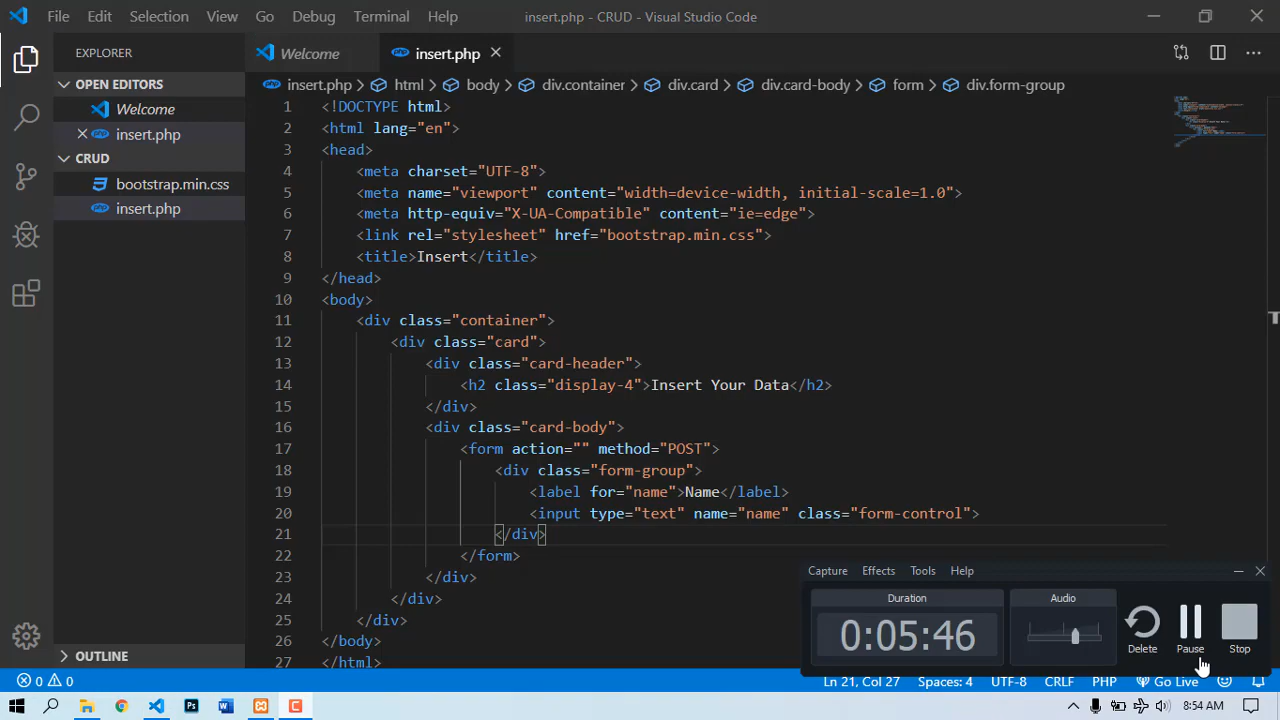 File Edit Selection View Go Debug Terminal Help insert.php - CRUD - Visual Studio Code
EXPLORER
OPEN EDITORS
Welcome
insert.php
CRUD
bootstrap.min.css
insert.php
OUTLINE
Welcome insert.php
insert.php html body div.container div.card div.card-body form div.form-group
1 <!DOCTYPE html>
2 <html lang="en">
3 <head>
4 <meta charset="UTF-8">
5 <meta name="viewport" content="width=device-width, initial-scale=1.0">
6 <meta http-equiv="X-UA-Compatible" content="ie=edge">
7 <link rel="stylesheet" href="bootstrap.min.css">
8 <title>Insert</title>
9 </head>
10 <body>
11 <div class="container">
12 <div class="card">
13 <div class="card-header">
14 <h2 class="display-4">Insert Your Data</h2>
15 </div>
16 <div class="card-body">
17 <form action="" method="POST">
18 <div class="form-group">
19 <label for="name">Name</label>
20 <input type="text" name="name" class="form-control">
21 </div>
22 </form>
23 </div>
24 </div>
25 </div>
26 </body>
27 </html>
Capture Effects Tools Help
Duration Audio
0:05:46
Delete Pause Stop
0 0 Ln 21, Col 27 Spaces: 4 UTF-8 CRLF PHP Go Live
8:54 AM